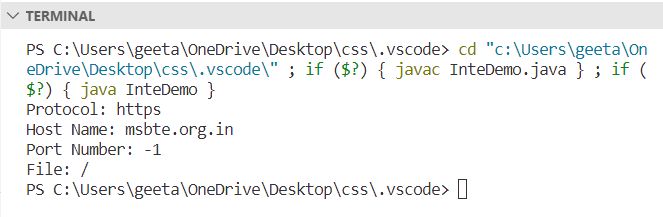 TERMINAL
PS C:\Users\geeta\OneDrive\Desktop\css\.vscode> cd "c:\Users\geeta\On
eDrive\Desktop\css\.vscode\" ; if ($?) { javac InteDemo.java } ; if (
$?) { java InteDemo }
Protocol: https
Host Name: msbte.org.in
Port Number: -1
File: /
PS C:\Users\geeta\OneDrive\Desktop\css\.vscode>